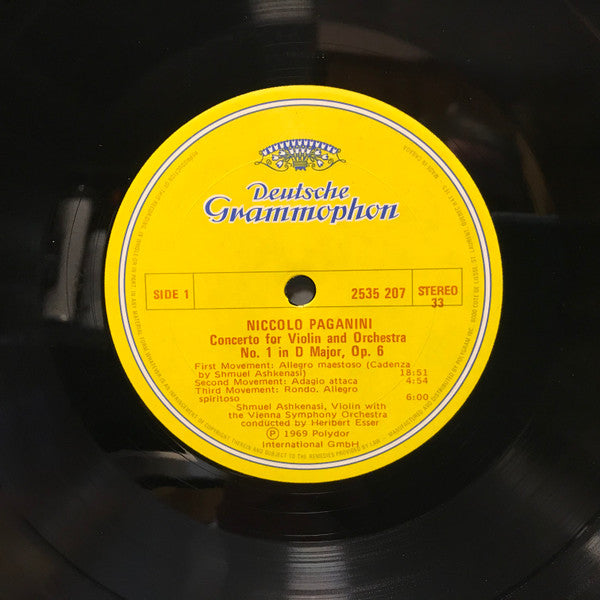 Deutsche
Grammophon
SIDE 1
2535 207
STEREO
33
NICCOLO PAGANINI
Concerto for Violin and Orchestra
No. 1 in D Major, Op. 6
First Movement: Allegro maestoso (Cadenza
by Shmuel Ashkenasi) 18:51
Second Movement: Adagio attaca 4:54
Third Movement: Rondo. Allegro
spiritoso 6:00
Shmuel Ashkenasi, Violin with
the Vienna Symphony Orchestra
conducted by Heribert Esser
Ⓟ 1969 Polydor
International GmbH